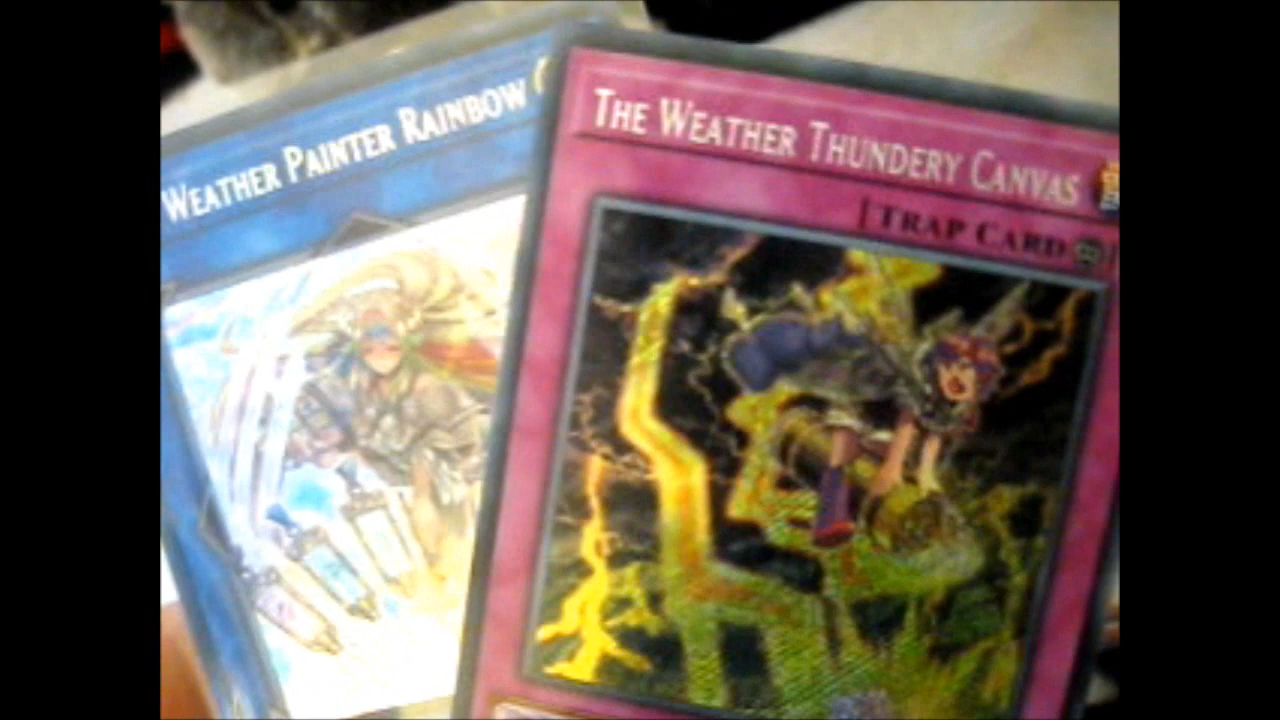 WEATHER PAINTER RAINBOW
THE WEATHER THUNDERY CANVAS
[TRAP CARD